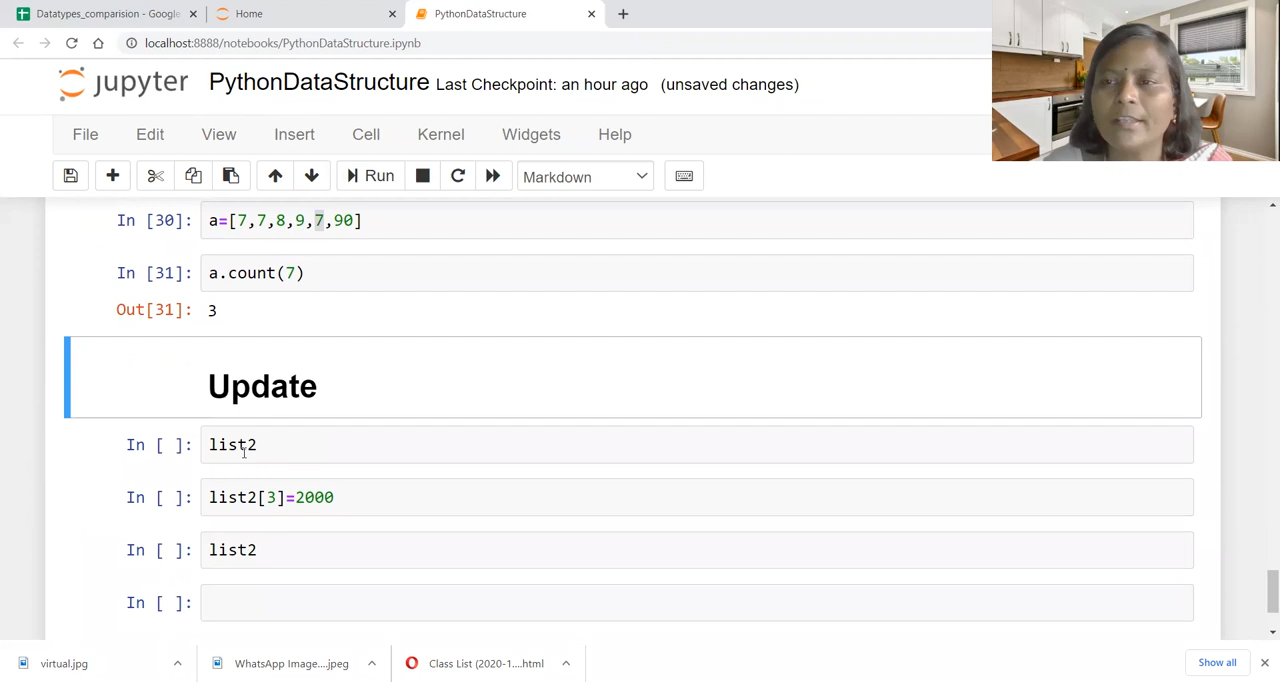 Datatypes_comparision - Google
Home
PythonDataStructure
localhost:8888/notebooks/PythonDataStructure.ipynb
jupyter PythonDataStructure Last Checkpoint: an hour ago (unsaved changes)
File Edit View Insert Cell Kernel Widgets Help
Run Markdown
In [30]: a=[7,7,8,9,7,90]
In [31]: a.count(7)
Out[31]: 3
Update
In [ ]: list2
In [ ]: list2[3]=2000
In [ ]: list2
In [ ]:
virtual.jpg WhatsApp Image....jpeg Class List (2020-1....html Show all